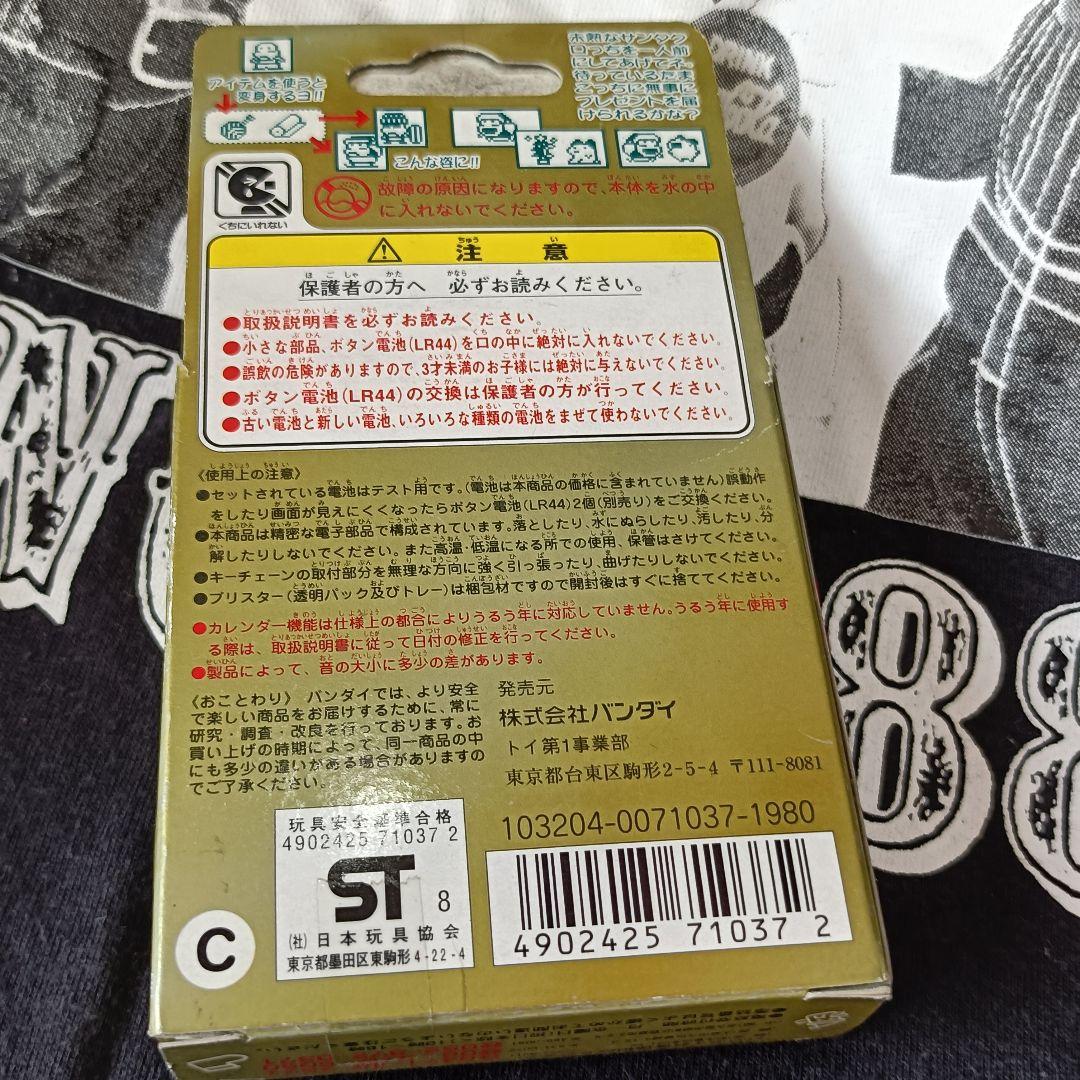 アイテムを使うと
変身するヨ!!
こんな姿に!!
未熟なサンタク
ロっちを一人前
にしてあげてネ。
待っているたま
ごっちに無事に
プレゼントを届
けられるかな?
くちにいれない
故障の原因になりますので、本体を水の中
に入れないでください。
注意
保護者の方へ 必ずお読みください。
●取扱説明書を必ずお読みください。
●小さな部品、ボタン電池(LR44)を口の中に絶対に入れないでください。
●誤飲の危険がありますので、3才未満のお子様には絶対に与えないでください。
●ボタン電池(LR44)の交換は保護者の方が行ってください。
●古い電池と新しい電池、いろいろな種類の電池をまぜて使わないでください。
〈使用上の注意〉
●セットされている電池はテスト用です。(電池は本商品の価格に含まれていません)誤動作
をしたり画面が見えにくくなったらボタン電池(LR44)2個(別売り)をご交換ください。
●本商品は精密な電子部品で構成されています。落としたり、水にぬらしたり、汚したり、分
解したりしないでください。また高温・低温になる所での使用、保管はさけてください。
●キーチェーンの取付部分を無理な方向に強く引っ張ったり、曲げたりしないでください。
●ブリスター(透明パック及びトレー)は梱包材ですので開封後はすぐに捨ててください。
●カレンダー機能は仕様上の都合によりうるう年に対応していません。うるう年に使用す
る際は、取扱説明書に従って日付の修正を行ってください。
●製品によって、音の大小に多少の差があります。
〈おことわり〉 バンダイでは、より安全
で楽しい商品をお届けするために、常に
研究・調査・改良を行っております。お
買い上げの時期によって、同一商品の中
にも多少の違いがある場合がありますの
でご了承ください。
発売元
株式会社バンダイ
トイ第1事業部
東京都台東区駒形2-5-4 〒111-8081
玩具安全基準合格
4902425 71037 2
ST
8
(社)日本玩具協会
東京都墨田区東駒形4-22-4
C
103204-0071037-1980
4902425 71037 2